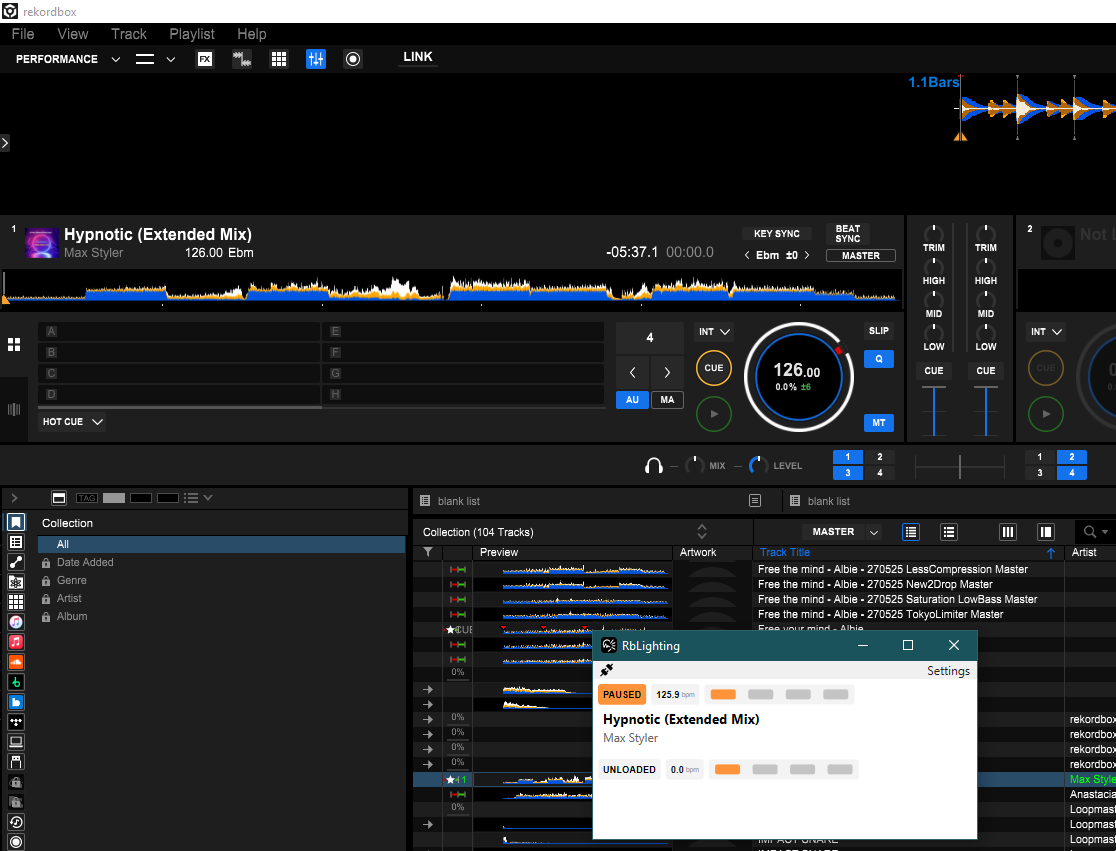 rekordbox
File View Track Playlist Help
PERFORMANCE FX LINK
1.1Bars
1 Hypnotic (Extended Mix)
Max Styler 126.00 Ebm
-05:37.1 00:00.0
KEY SYNC BEAT SYNC
Ebm ±0 MASTER
TRIM TRIM
HIGH HIGH
MID MID
LOW LOW
CUE CUE
2 Not L
A E
B F
C G
D H
HOT CUE
4
AU MA
INT
CUE
126.00
0.0% ±6
SLIP
Q
MT
INT
CUE
MIX LEVEL
1 2
3 4
1 2
3 4
TAG
blank list blank list
Collection
All
Date Added
Genre
Artist
Album
Collection (104 Tracks) MASTER
Preview Artwork Track Title Artist
Free the mind - Albie - 270525 LessCompression Master
Free the mind - Albie - 270525 New2Drop Master
Free the mind - Albie - 270525 Saturation LowBass Master
Free the mind - Albie - 270525 TokyoLimiter Master
CUE Free your mind - Albie
0%
0% rekordbox
0% rekordbox
0% rekordbox
0% rekordbox
1 Max Style
Anastacia
0% Loopmast
Loopmast
IMPACT SNARE Loopmast
RbLighting
Settings
PAUSED 125.9 bpm
Hypnotic (Extended Mix)
Max Styler
UNLOADED 0.0 bpm